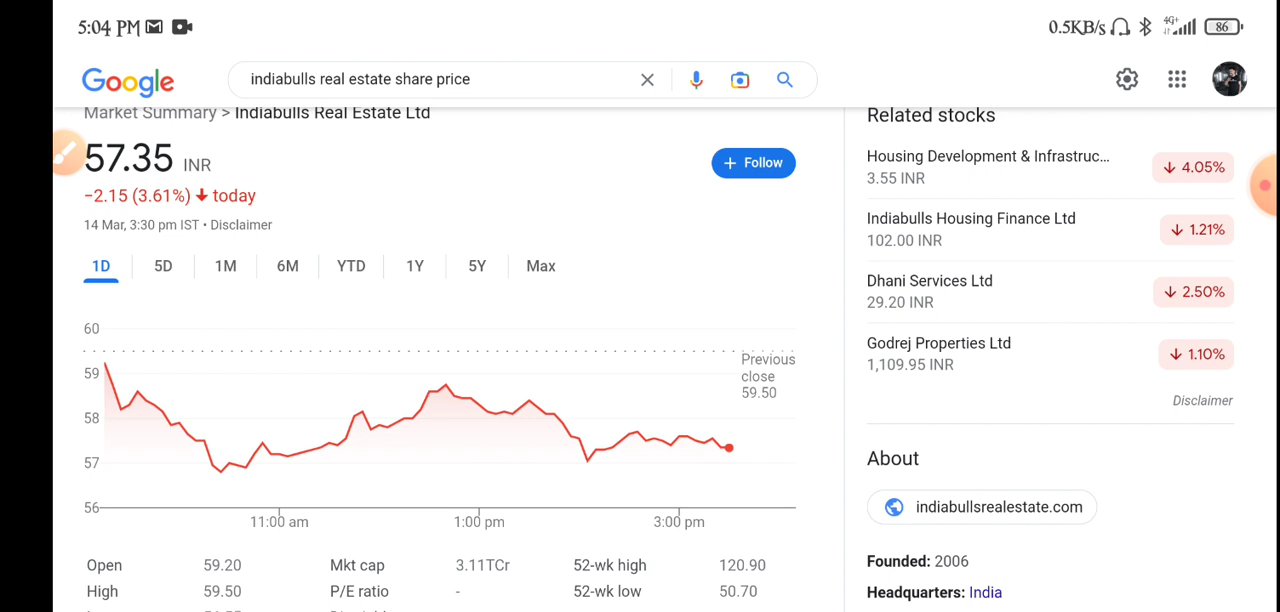 5:04 PM
0.5KB/s 4G+ 86
Google
indiabulls real estate share price
Market Summary > Indiabulls Real Estate Ltd
57.35 INR
+ Follow
−2.15 (3.61%) ↓ today
14 Mar, 3:30 pm IST • Disclaimer
1D 5D 1M 6M YTD 1Y 5Y Max
60
59
58
57
56
Previous
close
59.50
11:00 am 1:00 pm 3:00 pm
Open 59.20 Mkt cap 3.11TCr 52-wk high 120.90
High 59.50 P/E ratio - 52-wk low 50.70
Related stocks
Housing Development & Infrastruc...
3.55 INR
↓ 4.05%
Indiabulls Housing Finance Ltd
102.00 INR
↓ 1.21%
Dhani Services Ltd
29.20 INR
↓ 2.50%
Godrej Properties Ltd
1,109.95 INR
↓ 1.10%
Disclaimer
About
indiabullsrealestate.com
Founded: 2006
Headquarters: India